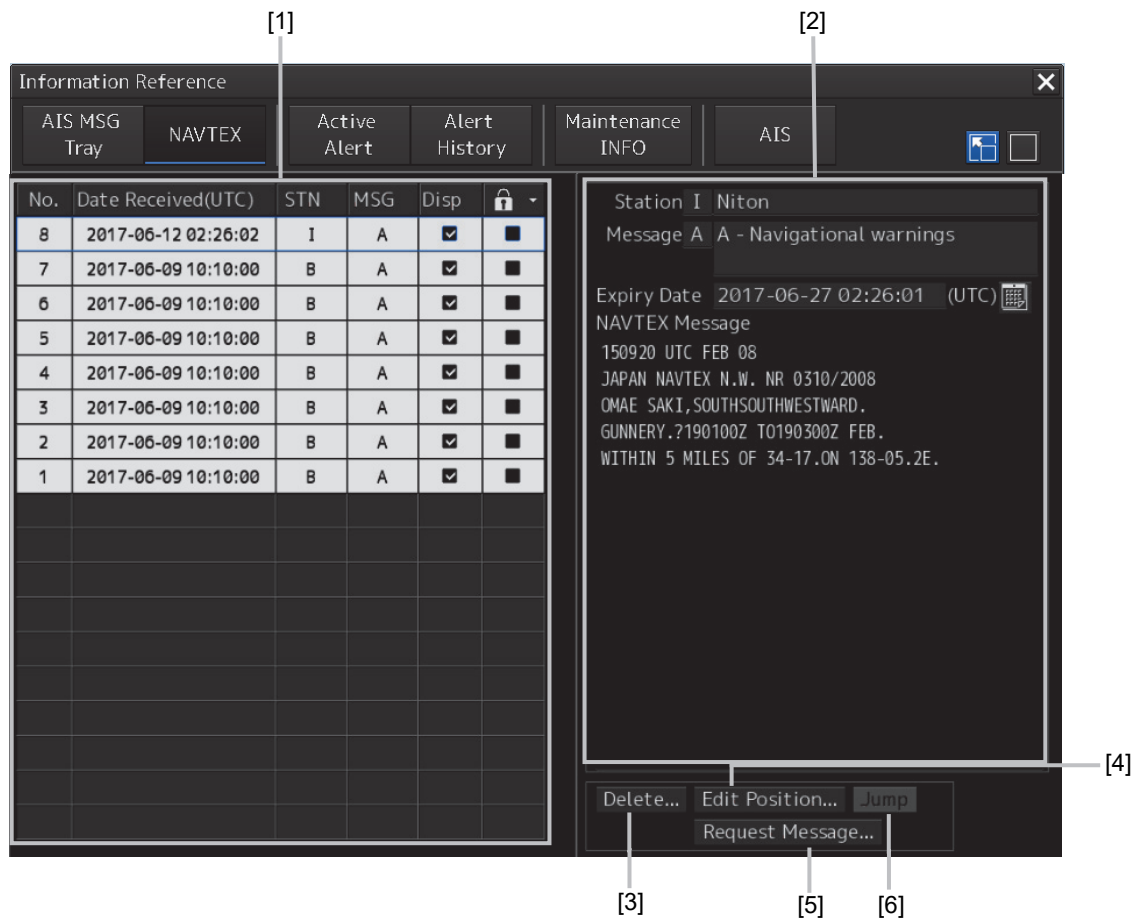 [1] [2]
Information Reference
AIS MSG Tray NAVTEX Active Alert Alert History Maintenance INFO AIS
No. Date Received(UTC) STN MSG Disp
8 2017-06-12 02:26:02 I A
7 2017-06-09 10:10:00 B A
6 2017-06-09 10:10:00 B A
5 2017-06-09 10:10:00 B A
4 2017-06-09 10:10:00 B A
3 2017-06-09 10:10:00 B A
2 2017-06-09 10:10:00 B A
1 2017-06-09 10:10:00 B A
Station I Niton
Message A A - Navigational warnings
Expiry Date 2017-06-27 02:26:01 (UTC)
NAVTEX Message
150920 UTC FEB 08
JAPAN NAVTEX N.W. NR 0310/2008
OMAE SAKI,SOUTHSOUTHWESTWARD.
GUNNERY.?190100Z TO190300Z FEB.
WITHIN 5 MILES OF 34-17.0N 138-05.2E.
[4]
Delete... Edit Position... Jump
Request Message...
[3] [5] [6]